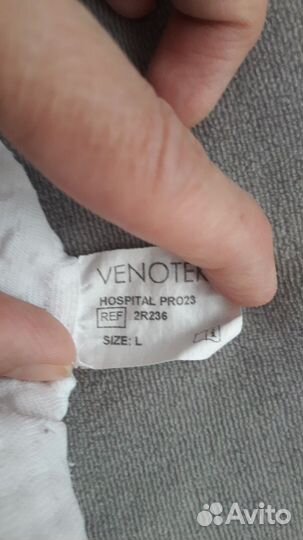 VENOTEK
HOSPITAL PRO23
REF 2R236
SIZE: L
Avito